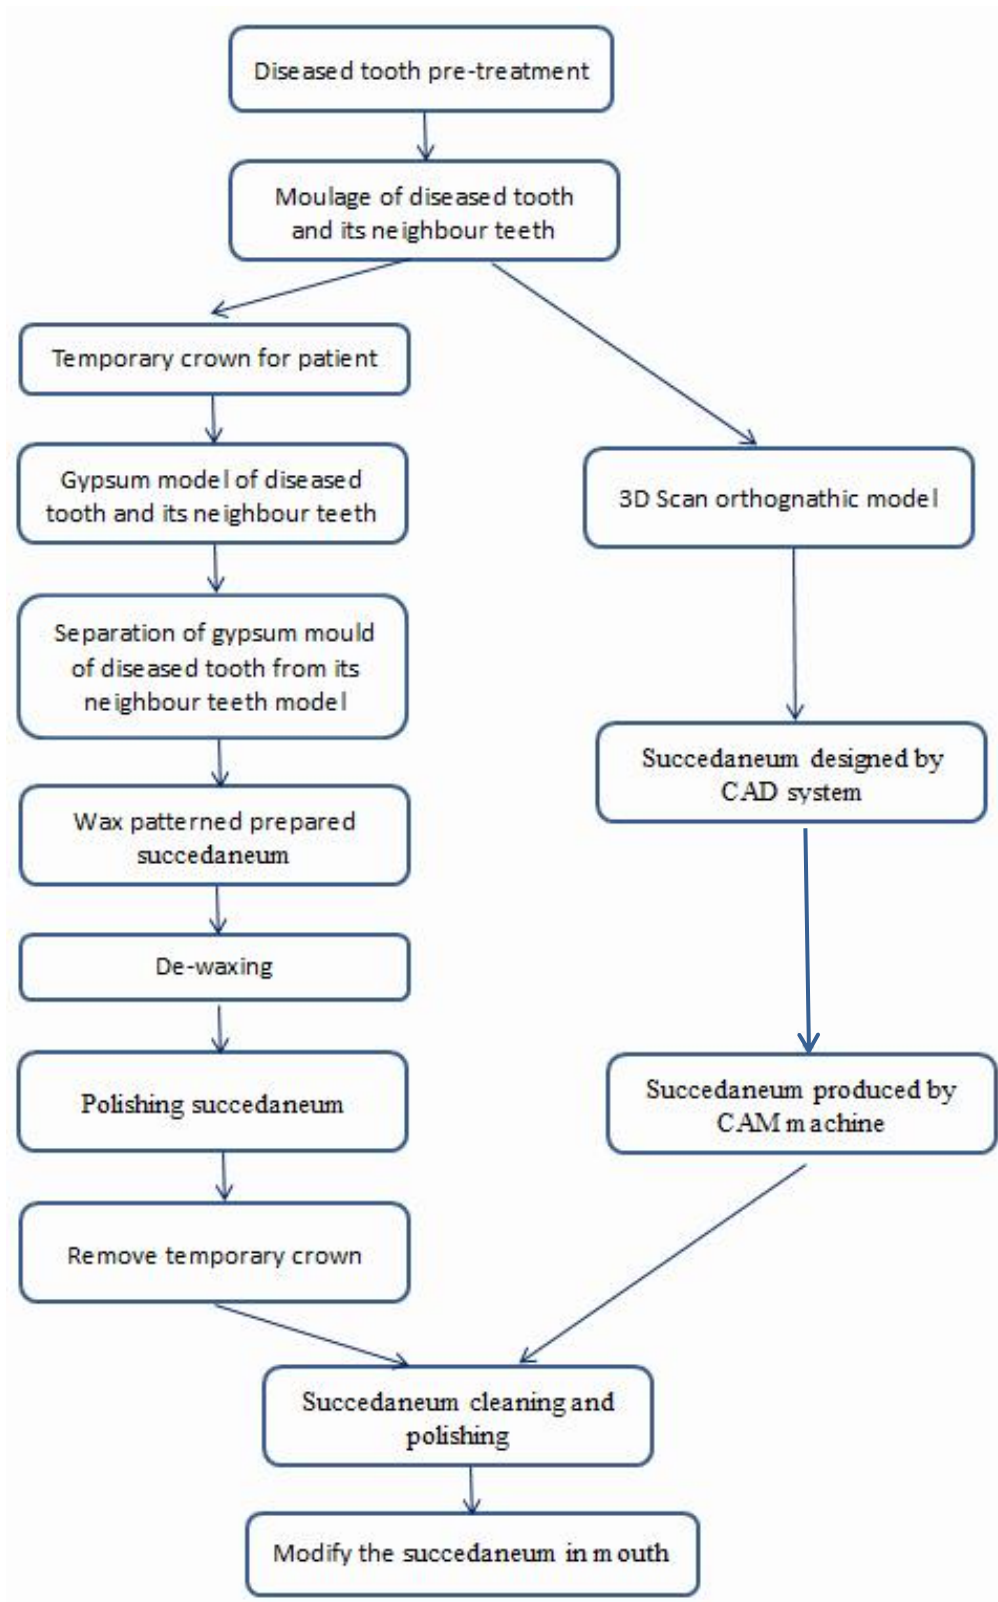 Diseased tooth pre-treatment
Moulage of diseased tooth
and its neighbour teeth
Temporary crown for patient
Gypsum model of diseased
tooth and its neighbour teeth
Separation of gypsum mould
of diseased tooth from its
neighbour teeth model
Wax patterned prepared
succedaneum
De-waxing
Polishing succedaneum
Remove temporary crown
3D Scan orthognathic model
Succedaneum designed by
CAD system
Succedaneum produced by
CAM machine
Succedaneum cleaning and
polishing
Modify the succedaneum in mouth